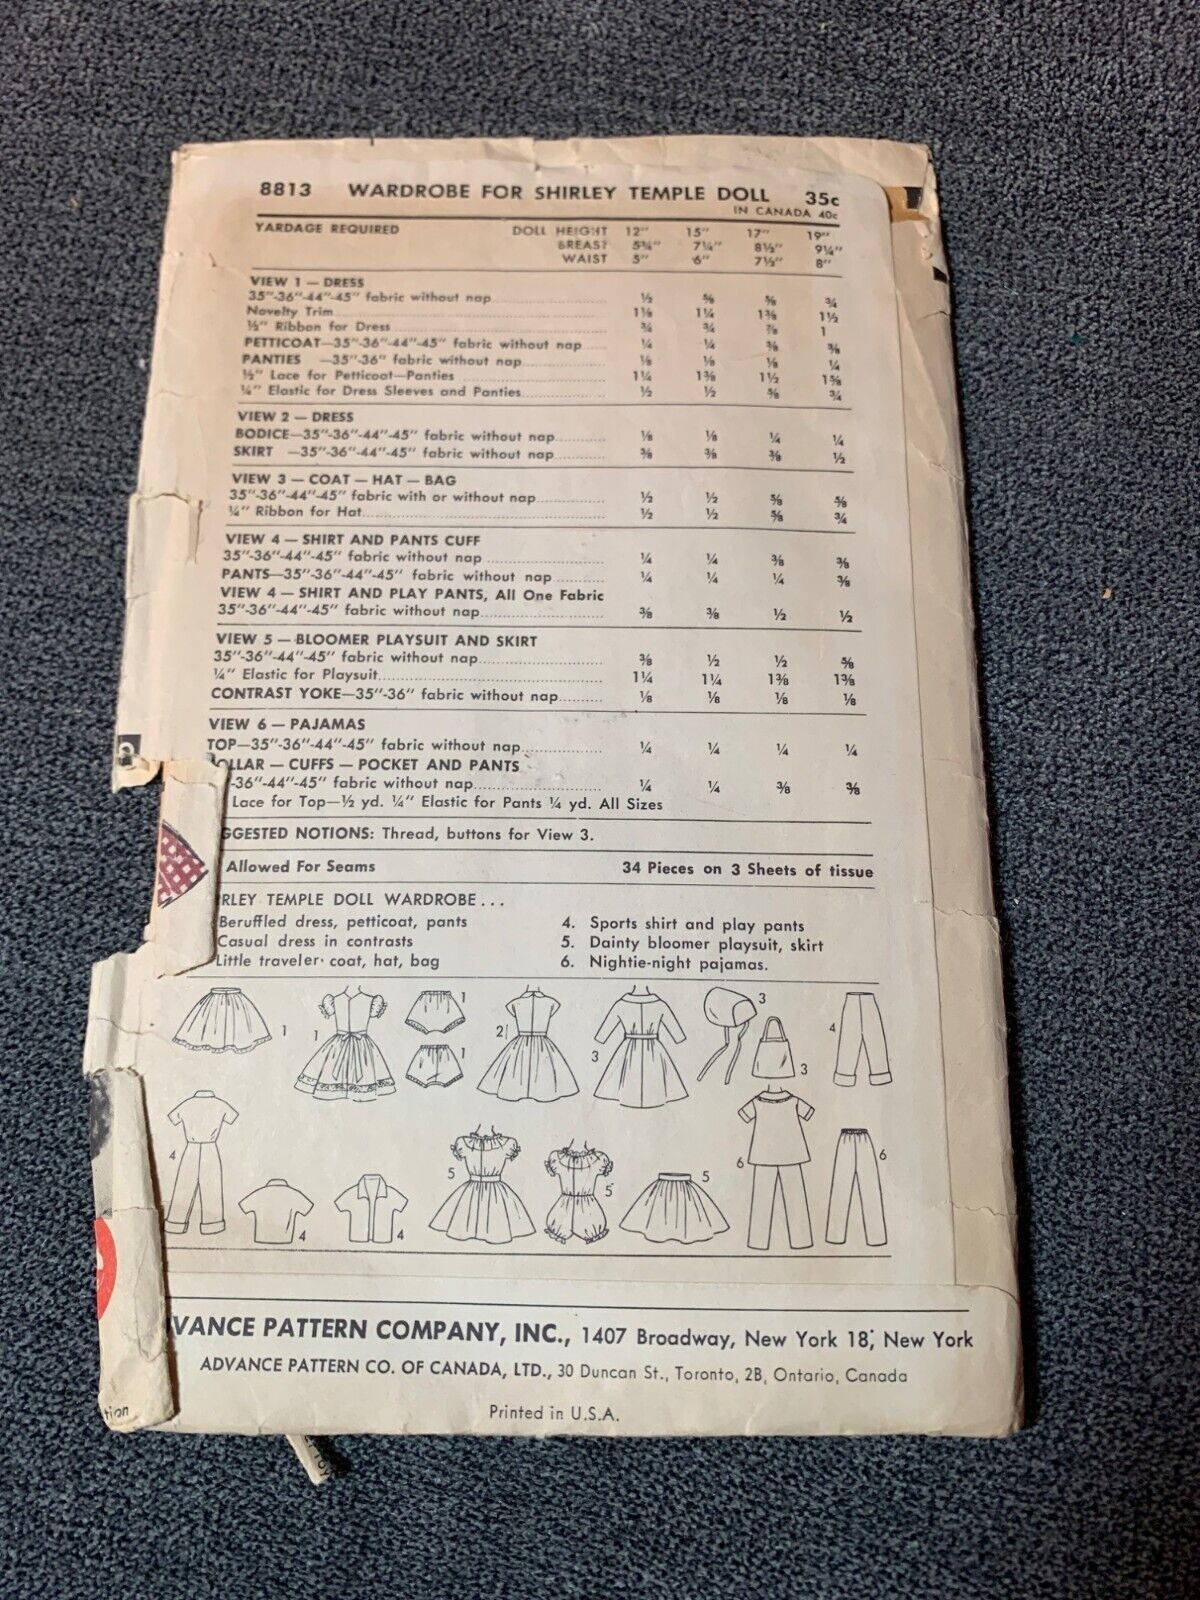 8813 WARDROBE FOR SHIRLEY TEMPLE DOLL 35c
IN CANADA 40c
YARDAGE REQUIRED DOLL HEIGHT 12" 15" 17" 19"
BREAST 5¾" 7¼" 8½" 9¼"
WAIST 5" 6" 7½" 8"
VIEW 1 — DRESS
35"-36"-44"-45" fabric without nap ½ ⅝ ⅝ ¾
Novelty Trim 1⅛ 1¼ 1⅜ 1½
½" Ribbon for Dress ¾ ¾ ⅞ 1
PETTICOAT—35"-36"-44"-45" fabric without nap ¼ ¼ ⅜ ⅜
PANTIES —35"-36" fabric without nap ⅛ ⅛ ⅛ ¼
½" Lace for Petticoat—Panties 1¼ 1⅜ 1½ 1⅝
¼" Elastic for Dress Sleeves and Panties ½ ½ ⅝ ¾
VIEW 2 — DRESS
BODICE—35"-36"-44"-45" fabric without nap ⅛ ⅛ ¼ ¼
SKIRT —35"-36"-44"-45" fabric without nap ⅜ ⅜ ⅜ ½
VIEW 3 — COAT — HAT — BAG
35"-36"-44"-45" fabric with or without nap ½ ½ ⅝ ⅝
¼" Ribbon for Hat ½ ½ ⅝ ¾
VIEW 4 — SHIRT AND PANTS CUFF
35"-36"-44"-45" fabric without nap ¼ ¼ ⅜ ⅜
PANTS—35"-36"-44"-45" fabric without nap ¼ ¼ ¼ ⅜
VIEW 4 — SHIRT AND PLAY PANTS, All One Fabric
35"-36"-44"-45" fabric without nap ⅜ ⅜ ½ ½
VIEW 5 — BLOOMER PLAYSUIT AND SKIRT
35"-36"-44"-45" fabric without nap ⅜ ½ ½ ⅝
¼" Elastic for Playsuit 1¼ 1¼ 1⅜ 1⅜
CONTRAST YOKE—35"-36" fabric without nap ⅛ ⅛ ⅛ ⅛
VIEW 6 — PAJAMAS
TOP—35"-36"-44"-45" fabric without nap ¼ ¼ ¼ ¼
OLLAR — CUFFS — POCKET AND PANTS
-36"-44"-45" fabric without nap ¼ ¼ ⅜ ⅜
Lace for Top—½ yd. ¼" Elastic for Pants ¼ yd. All Sizes
GGESTED NOTIONS: Thread, buttons for View 3.
Allowed For Seams 34 Pieces on 3 Sheets of tissue
RLEY TEMPLE DOLL WARDROBE...
Beruffled dress, petticoat, pants 4. Sports shirt and play pants
Casual dress in contrasts 5. Dainty bloomer playsuit, skirt
Little traveler coat, hat, bag 6. Nightie-night pajamas.
1 1 1 1 2 3 3 3 4
4 4 4 5 5 5 6 6
VANCE PATTERN COMPANY, INC., 1407 Broadway, New York 18, New York
ADVANCE PATTERN CO. OF CANADA, LTD., 30 Duncan St., Toronto, 2B, Ontario, Canada
Printed in U.S.A.
tion